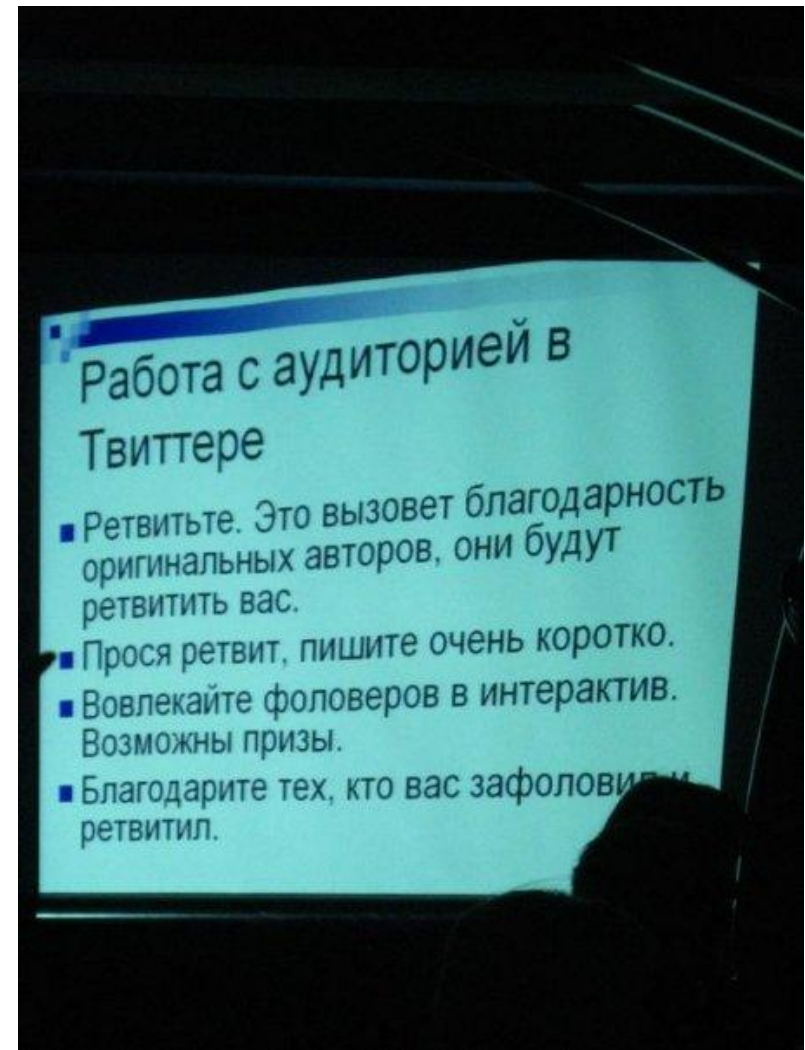 Работа с аудиторией в
Твиттере
Ретвитьте. Это вызовет благодарность
оригинальных авторов, они будут
ретвитить вас.
Прося ретвит, пишите очень коротко.
Вовлекайте фоловеров в интерактив.
Возможны призы.
Благодарите тех, кто вас зафоловил и
ретвитил.